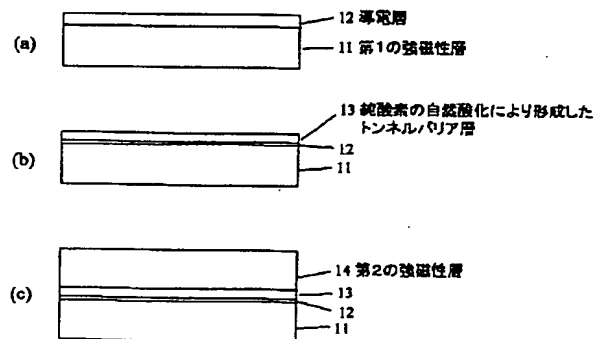 12 導電層
(a)
11 第1の強磁性層
13 純酸素の自然酸化により形成した
トンネルバリア層
12
(b)
11
14 第2の強磁性層
(c)
13
12
11